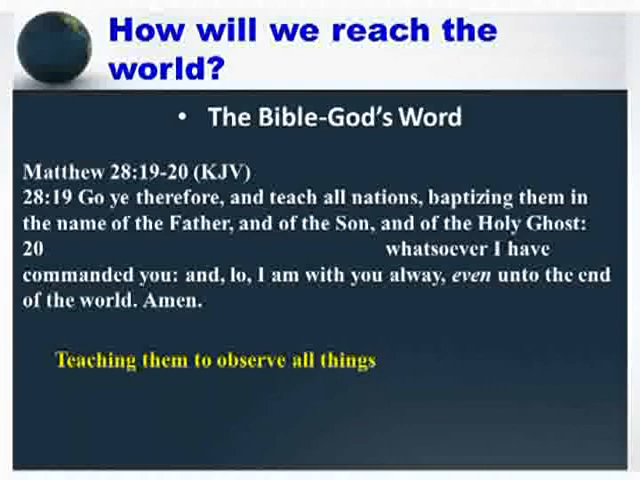 How will we reach the
world?
• The Bible-God's Word
Matthew 28:19-20 (KJV)
28:19 Go ye therefore, and teach all nations, baptizing them in
the name of the Father, and of the Son, and of the Holy Ghost:
20 whatsoever I have
commanded you: and, lo, I am with you alway, even unto the end
of the world. Amen.
Teaching them to observe all things